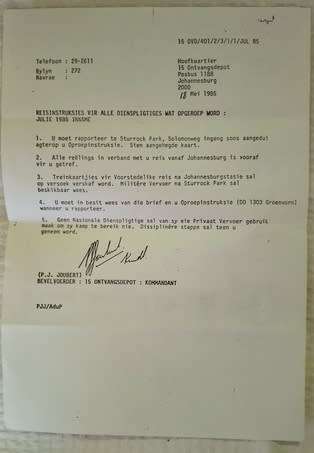 15 OVD/401/2/3/1/1/JUL 85
Telefoon : 29-2611
Hoofkwartier
15 Ontvangsdepot
Bylyn : 272
Posbus 1188
Navrae :
Johannesburg
2000
Mei 1985
REISINSTRUKSIES VIR ALLE DIENSPLIGTIGES WAT OPGEROEP WORD :
JULIE 1985 INNAME
1. U moet rapporteer te Sturrock Park, Solomonweg ingang soos aangedui
agterop u Oproepinstruksie. Sien aangehegde kaart.
2. Alle reëlings in verband met u reis vanaf Johannesburg is vooraf
vir u getref.
3. Treinkaartjies vir Voorstedelike reis na Johannesburgstasie sal
op versoek verskaf word. Militêre Vervoer na Sturrock Park sal
beskikbaar wees.
4. U moet in besit wees van die brief en u Oproepinstruksie (DD 1303 Groenvorm)
wanneer u rapporteer.
5. Geen Nasionale Dienspligtige sal van sy eie Privaat Vervoer gebruik
maak om sy kamp te bereik nie. Dissiplinêre stappe sal teen u
geneem word.
(P.J. JOUBERT)
BEVELVOERDER : 15 ONTVANGSDEPOT : KOMMANDANT
PJJ/AduP